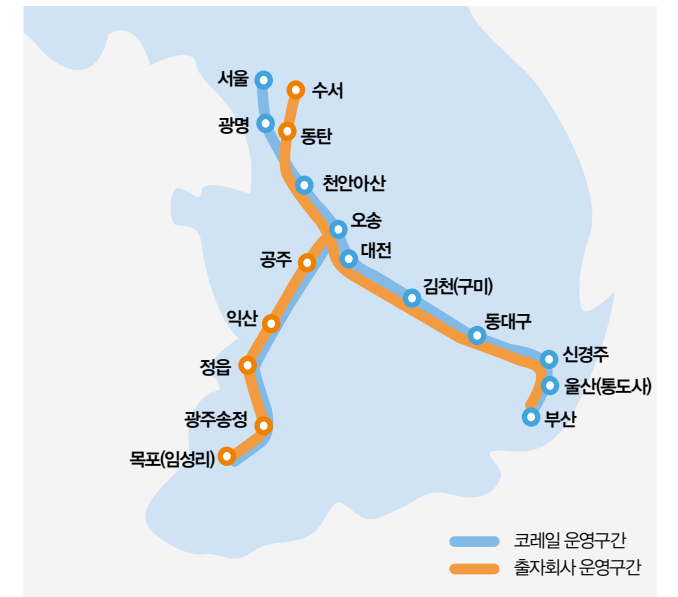 서울
수서
광명
동탄
천안아산
오송
대전
공주
김천(구미)
익산
동대구
신경주
정읍
울산(통도사)
광주송정
부산
목포(임성리)
코레일 운영구간
출자회사 운영구간